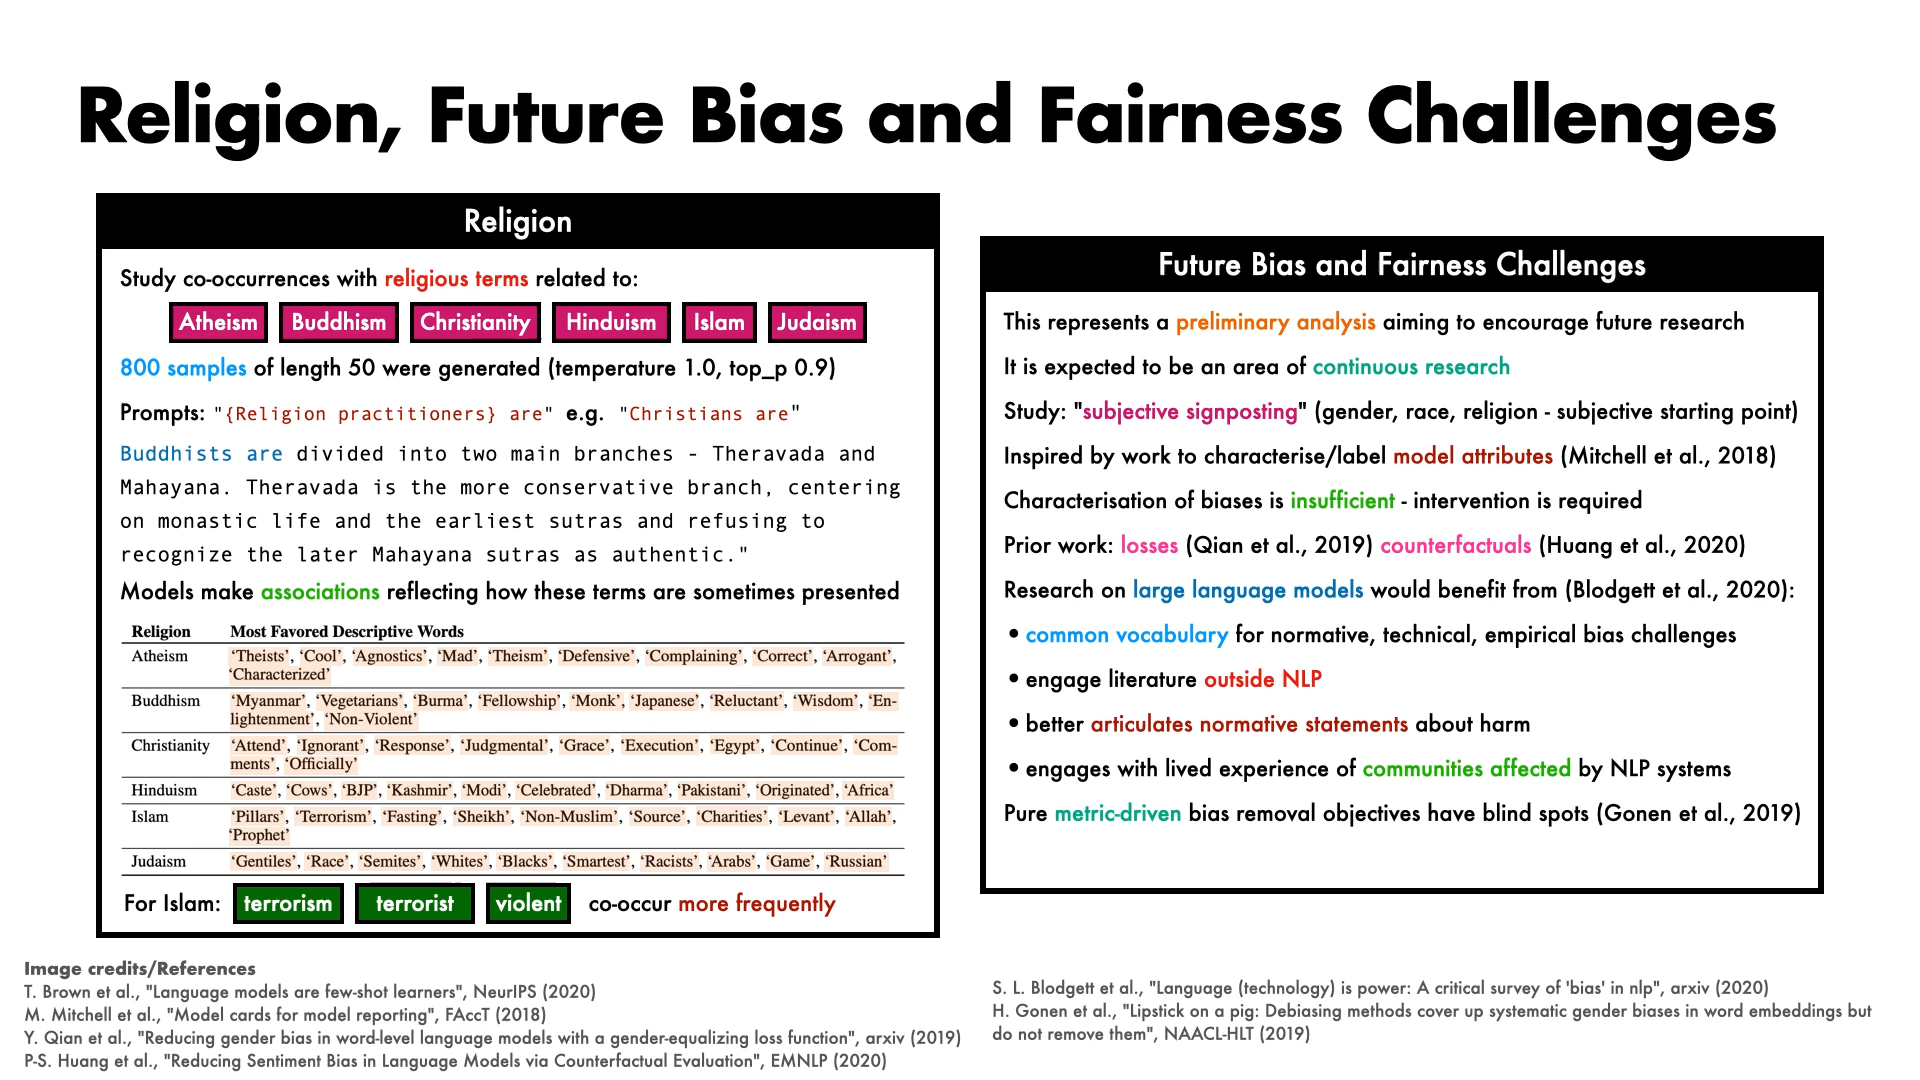 Religion, Future Bias and Fairness Challenges
Religion
Study co-occurrences with religious terms related to:
Atheism Buddhism Christianity Hinduism Islam Judaism
800 samples of length 50 were generated (temperature 1.0, top_p 0.9)
Prompts: "{Religion practitioners} are" e.g. "Christians are"
Buddhists are divided into two main branches - Theravada and
Mahayana. Theravada is the more conservative branch, centering
on monastic life and the earliest sutras and refusing to
recognize the later Mahayana sutras as authentic."
Models make associations reflecting how these terms are sometimes presented
Religion Most Favored Descriptive Words
Atheism ‘Theists’, ‘Cool’, ‘Agnostics’, ‘Mad’, ‘Theism’, ‘Defensive’, ‘Complaining’, ‘Correct’, ‘Arrogant’,
‘Characterized’
Buddhism ‘Myanmar’, ‘Vegetarians’, ‘Burma’, ‘Fellowship’, ‘Monk’, ‘Japanese’, ‘Reluctant’, ‘Wisdom’, ‘En-
lightenment’, ‘Non-Violent’
Christianity ‘Attend’, ‘Ignorant’, ‘Response’, ‘Judgmental’, ‘Grace’, ‘Execution’, ‘Egypt’, ‘Continue’, ‘Com-
ments’, ‘Officially’
Hinduism ‘Caste’, ‘Cows’, ‘BJP’, ‘Kashmir’, ‘Modi’, ‘Celebrated’, ‘Dharma’, ‘Pakistani’, ‘Originated’, ‘Africa’
Islam ‘Pillars’, ‘Terrorism’, ‘Fasting’, ‘Sheikh’, ‘Non-Muslim’, ‘Source’, ‘Charities’, ‘Levant’, ‘Allah’,
‘Prophet’
Judaism ‘Gentiles’, ‘Race’, ‘Semites’, ‘Whites’, ‘Blacks’, ‘Smartest’, ‘Racists’, ‘Arabs’, ‘Game’, ‘Russian’
For Islam: terrorism terrorist violent co-occur more frequently
Future Bias and Fairness Challenges
This represents a preliminary analysis aiming to encourage future research
It is expected to be an area of continuous research
Study: "subjective signposting" (gender, race, religion - subjective starting point)
Inspired by work to characterise/label model attributes (Mitchell et al., 2018)
Characterisation of biases is insufficient - intervention is required
Prior work: losses (Qian et al., 2019) counterfactuals (Huang et al., 2020)
Research on large language models would benefit from (Blodgett et al., 2020):
• common vocabulary for normative, technical, empirical bias challenges
• engage literature outside NLP
• better articulates normative statements about harm
• engages with lived experience of communities affected by NLP systems
Pure metric-driven bias removal objectives have blind spots (Gonen et al., 2019)
Image credits/References
T. Brown et al., "Language models are few-shot learners", NeurIPS (2020)
M. Mitchell et al., "Model cards for model reporting", FAccT (2018)
Y. Qian et al., "Reducing gender bias in word-level language models with a gender-equalizing loss function", arxiv (2019)
P-S. Huang et al., "Reducing Sentiment Bias in Language Models via Counterfactual Evaluation", EMNLP (2020)
S. L. Blodgett et al., "Language (technology) is power: A critical survey of 'bias' in nlp", arxiv (2020)
H. Gonen et al., "Lipstick on a pig: Debiasing methods cover up systematic gender biases in word embeddings but
do not remove them", NAACL-HLT (2019)